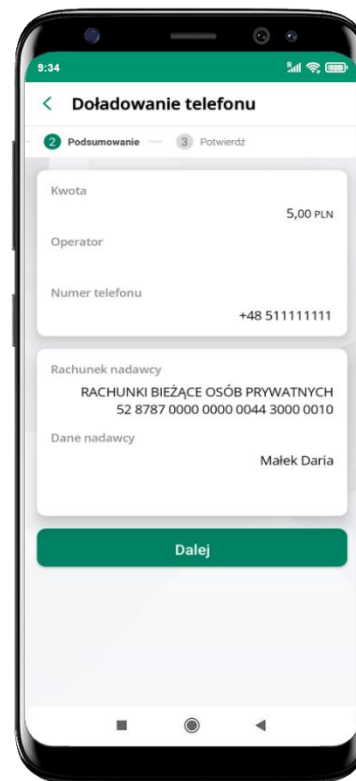 9:34
Doładowanie telefonu
2 Podsumowanie 3 Potwierdź
Kwota
5,00 PLN
Operator
Numer telefonu
+48 511111111
Rachunek nadawcy
RACHUNKI BIEŻĄCE OSÓB PRYWATNYCH
52 8787 0000 0000 0044 3000 0010
Dane nadawcy
Małek Daria
Dalej